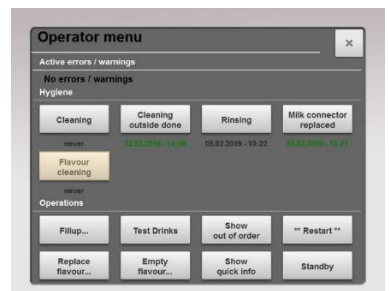 Operator menu
×
Active errors / warnings
No errors / warnings
Hygiene
Cleaning
Cleaning
outside done
Rinsing
Milk connector
replaced
never
05.02.2019 - 10:22
Flavour
cleaning
never
Operations
Fillup...
Test Drinks
Show
out of order
** Restart **
Replace
flavour...
Empty
flavour...
Show
quick info
Standby